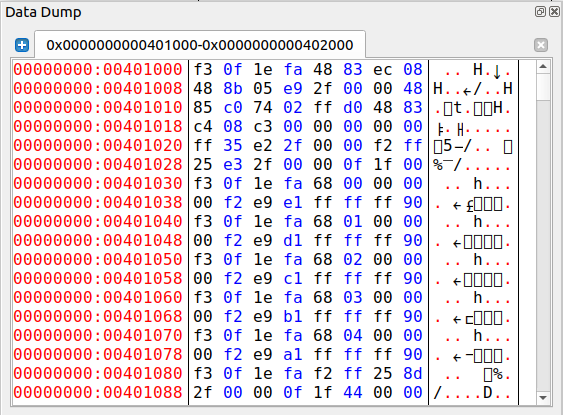 Data Dump
0x0000000000401000-0x0000000000402000
00000000:00401000 f3 0f 1e fa 48 83 ec 08 .. H.↓.
00000000:00401008 48 8b 05 e9 2f 00 00 48 H..←/..H
00000000:00401010 85 c0 74 02 ff d0 48 83 .□t.□□H.
00000000:00401018 c4 08 c3 00 00 00 00 00 ├.╢.....
00000000:00401020 ff 35 e2 2f 00 00 f2 ff □5─/.. □
00000000:00401028 25 e3 2f 00 00 0f 1f 00 %⎺/.....
00000000:00401030 f3 0f 1e fa 68 00 00 00 .. h...
00000000:00401038 00 f2 e9 e1 ff ff ff 90 . ←£□□□.
00000000:00401040 f3 0f 1e fa 68 01 00 00 .. h...
00000000:00401048 00 f2 e9 d1 ff ff ff 90 . ←□□□□.
00000000:00401050 f3 0f 1e fa 68 02 00 00 .. h...
00000000:00401058 00 f2 e9 c1 ff ff ff 90 . ←□□□□.
00000000:00401060 f3 0f 1e fa 68 03 00 00 .. h...
00000000:00401068 00 f2 e9 b1 ff ff ff 90 . ←⊏□□□.
00000000:00401070 f3 0f 1e fa 68 04 00 00 .. h...
00000000:00401078 00 f2 e9 a1 ff ff ff 90 . ←⎻□□□.
00000000:00401080 f3 0f 1e fa f2 ff 25 8d .. □%.
00000000:00401088 2f 00 00 0f 1f 44 00 00 /....D..